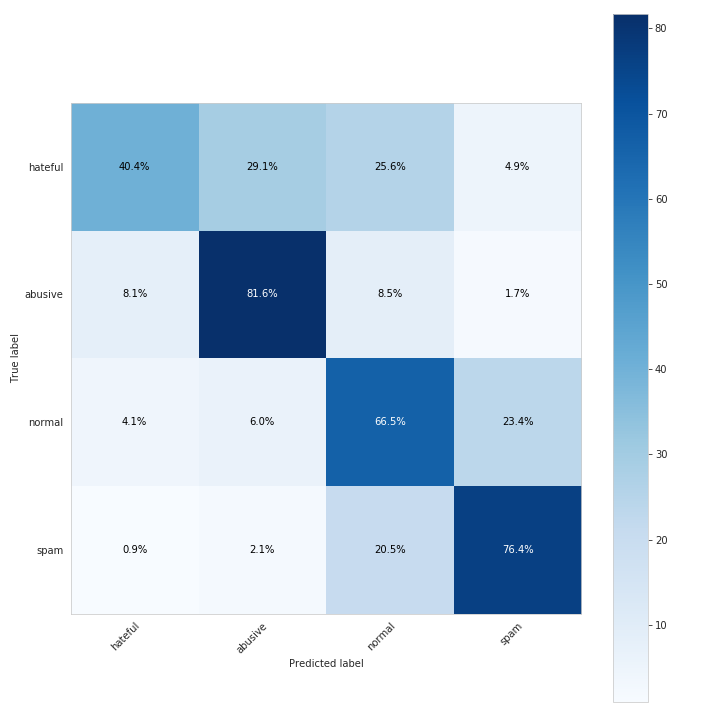 80
70
60
50
40
30
20
10
True label
hateful 40.4% 29.1% 25.6% 4.9%
abusive 8.1% 81.6% 8.5% 1.7%
normal 4.1% 6.0% 66.5% 23.4%
spam 0.9% 2.1% 20.5% 76.4%
hateful abusive normal spam
Predicted label